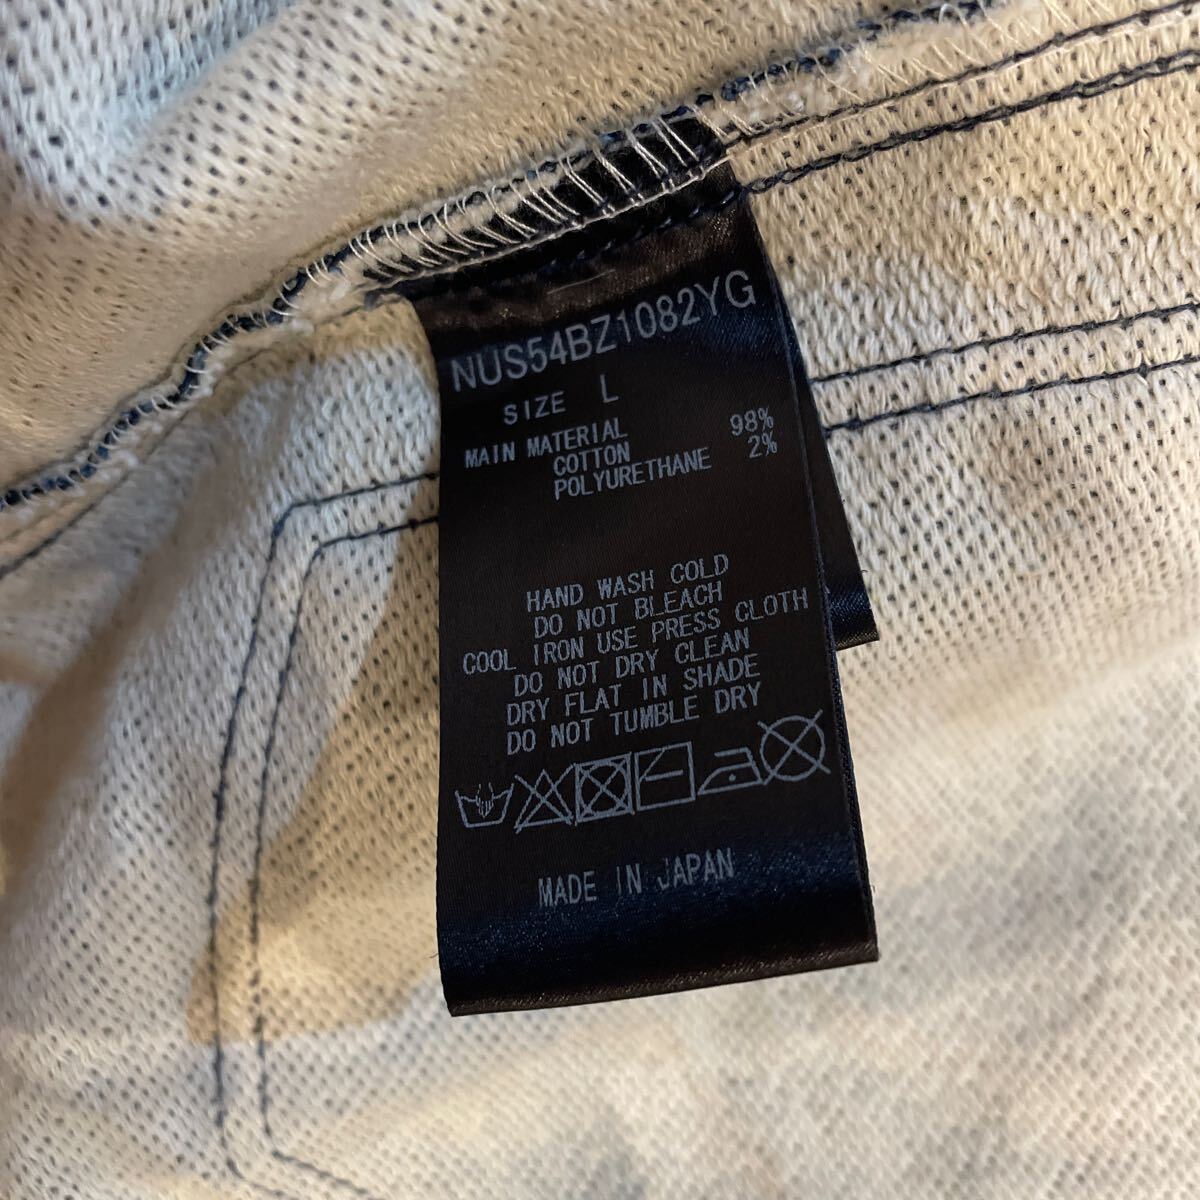 NUS54BZ1082YG
SIZE L
MAIN MATERIAL
COTTON 98%
POLYURETHANE 2%
HAND WASH COLD
DO NOT BLEACH
COOL IRON USE PRESS CLOTH
DO NOT DRY CLEAN
DRY FLAT IN SHADE
DO NOT TUMBLE DRY
MADE IN JAPAN